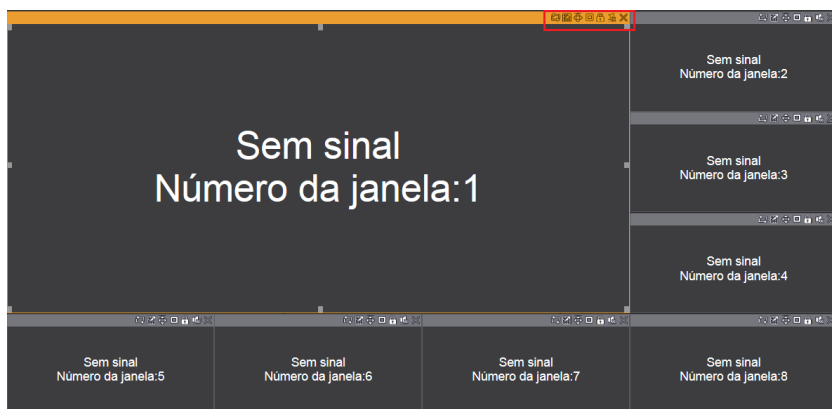 Sem sinal
Número da janela:1
Sem sinal
Número da janela:2
Sem sinal
Número da janela:3
Sem sinal
Número da janela:4
Sem sinal
Número da janela:5
Sem sinal
Número da janela:6
Sem sinal
Número da janela:7
Sem sinal
Número da janela:8